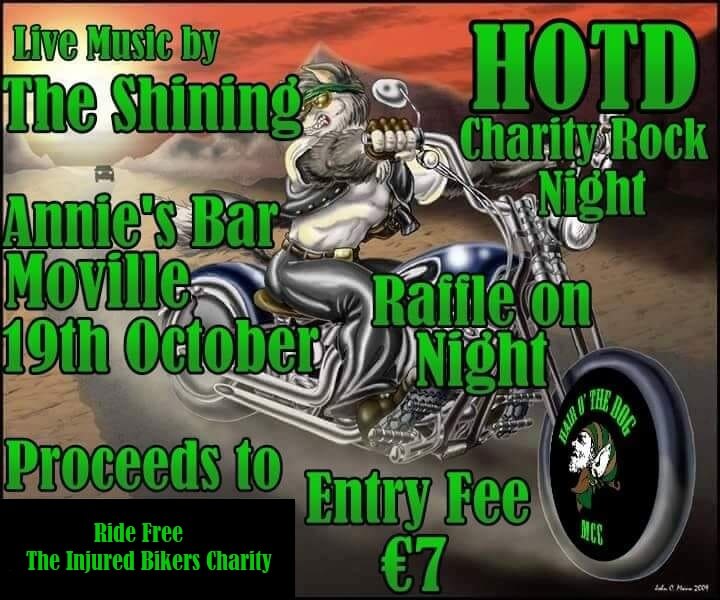 Live Music by
The Shining
HOTD
Charity Rock
Night
Annie's Bar
Moville
19th October
Raffle on
Night
Proceeds to
Ride Free
The Injured Bikers Charity
Entry Fee
€7
HAIR O' THE DOG
MCC
2009